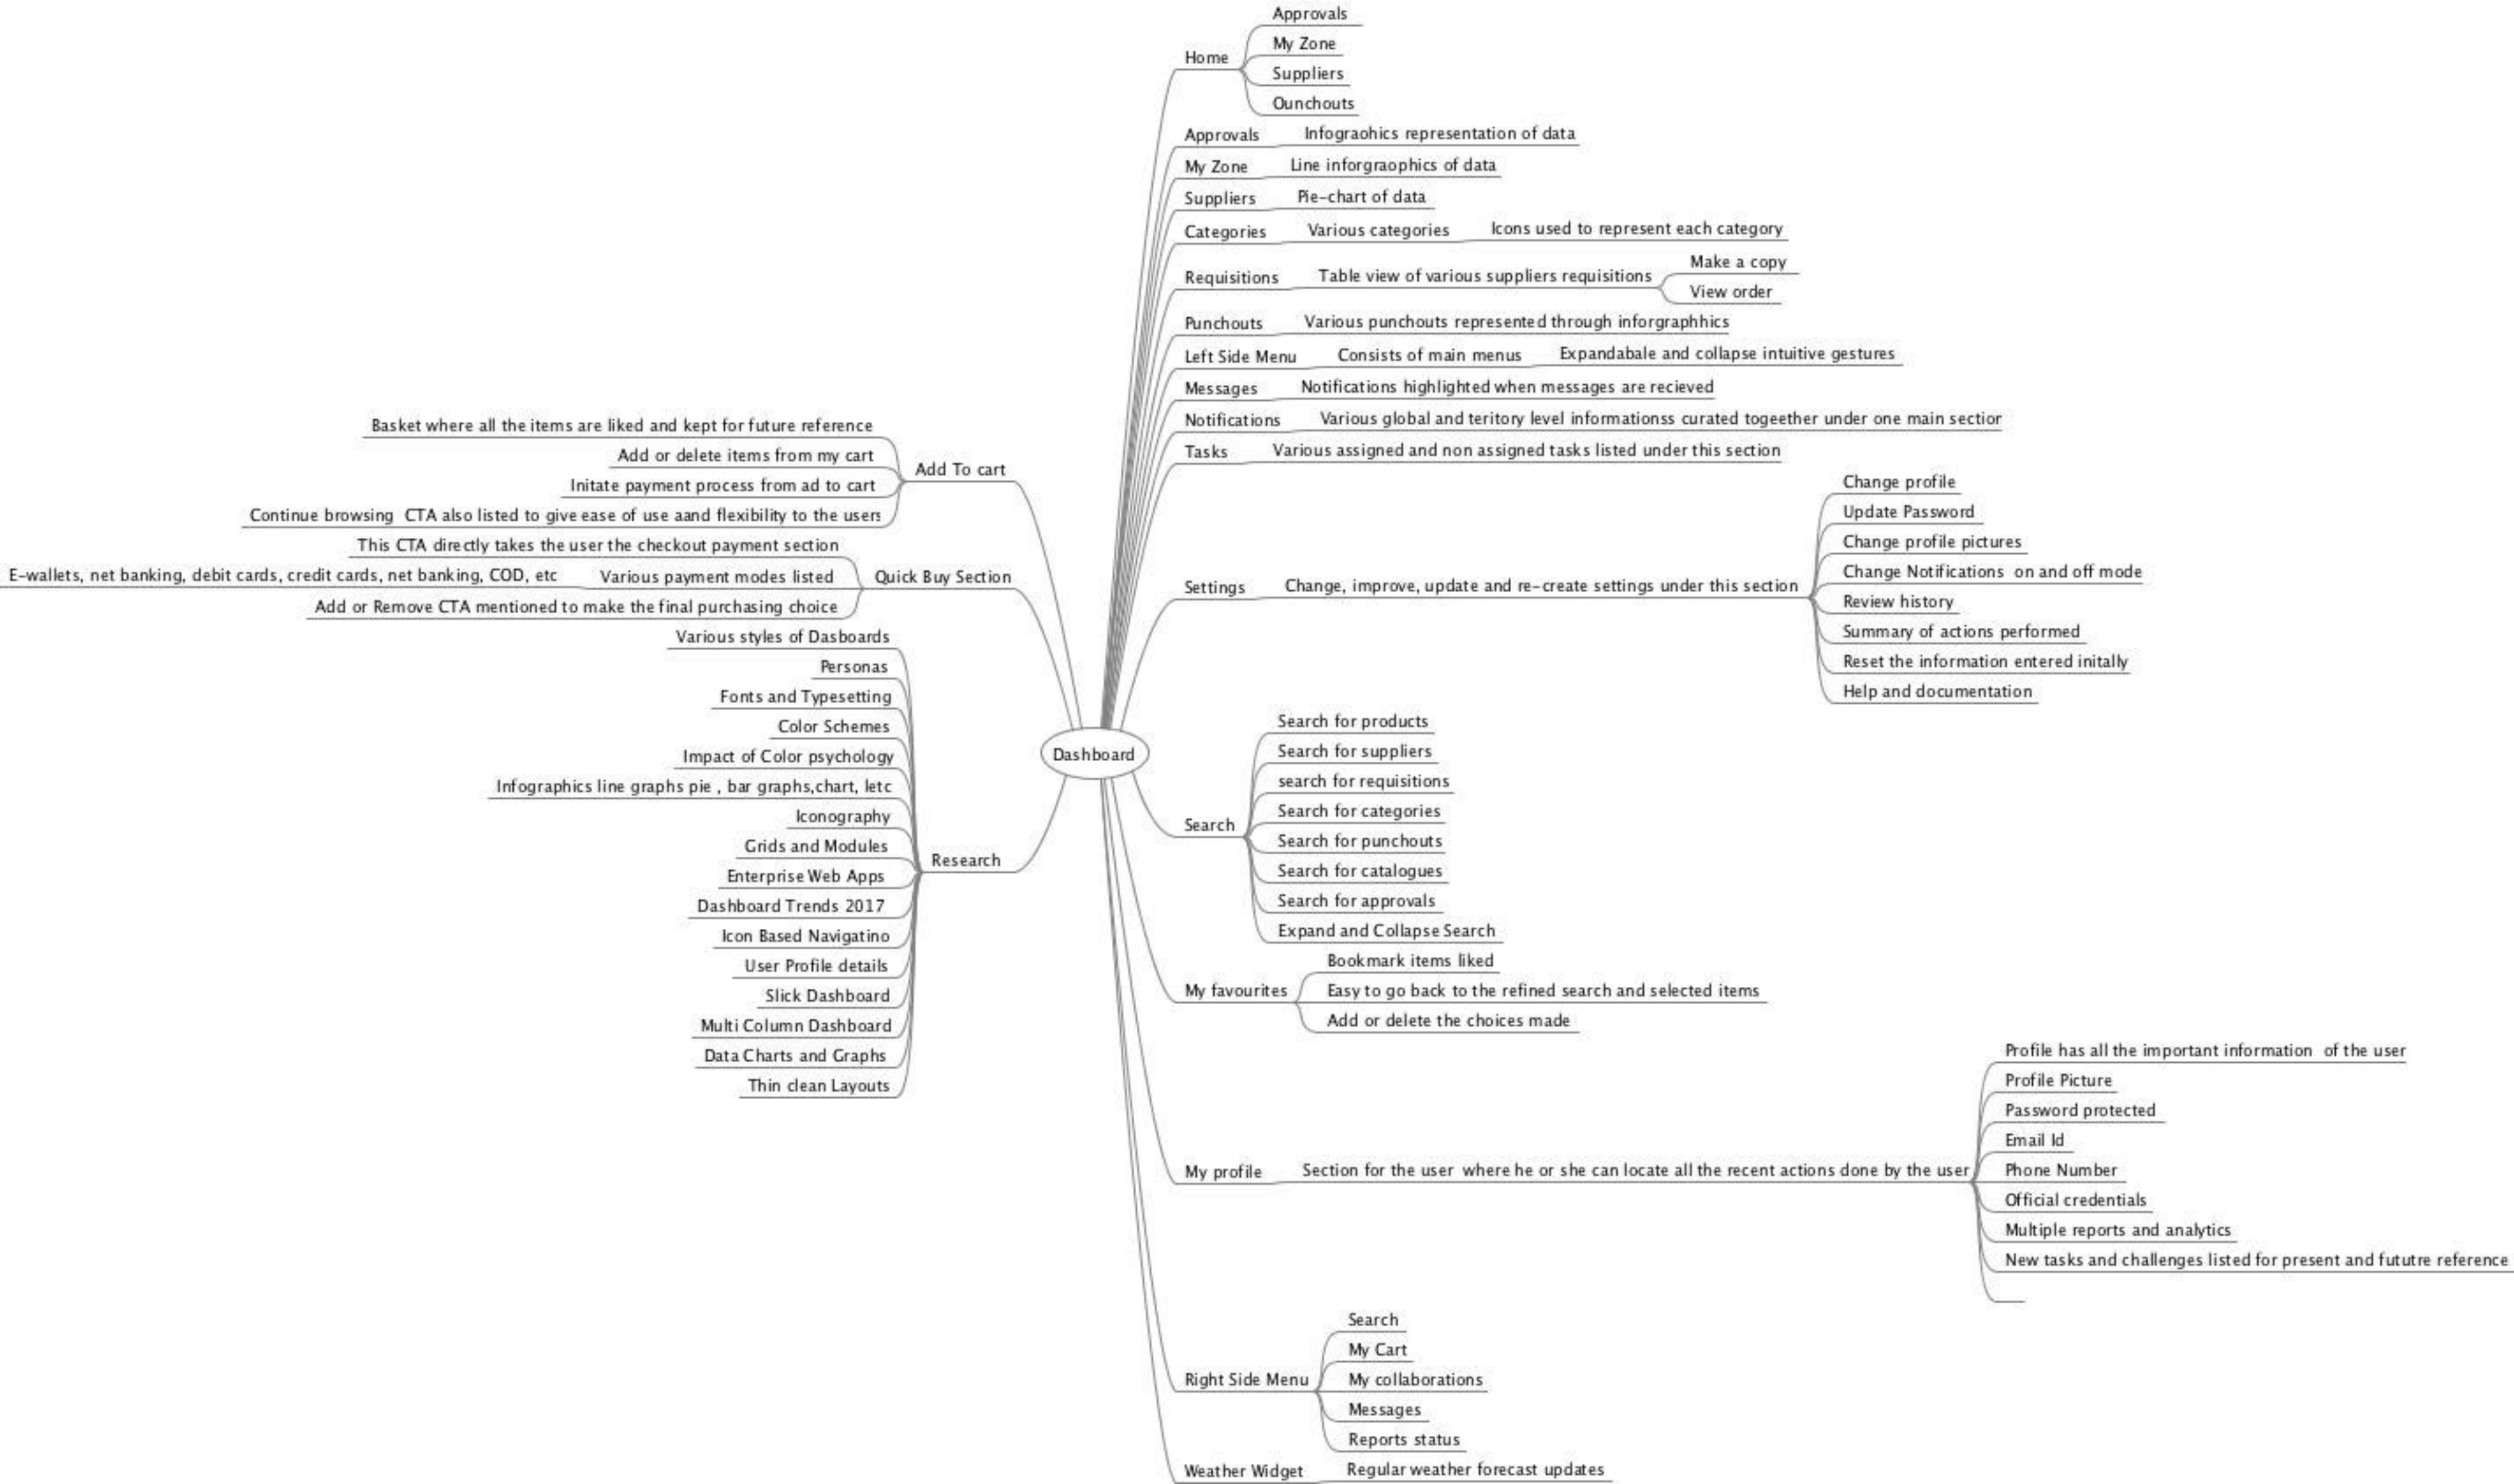 Dashboard
Home
Approvals
My Zone
Suppliers
Ounchouts
Approvals
Infograohics representation of data
My Zone
Line inforgraophics of data
Suppliers
Pie-chart of data
Categories
Various categories
Icons used to represent each category
Requisitions
Table view of various suppliers requisitions
Make a copy
View order
Punchouts
Various punchouts represented through inforgraphhics
Left Side Menu
Consists of main menus
Expandabale and collapse intuitive gestures
Messages
Notifications highlighted when messages are recieved
Notifications
Various global and teritory level informationss curated togeether under one main section
Tasks
Various assigned and non assigned tasks listed under this section
Settings
Change, improve, update and re-create settings under this section
Change profile
Update Password
Change profile pictures
Change Notifications on and off mode
Review history
Summary of actions performed
Reset the information entered initally
Help and documentation
Search
Search for products
Search for suppliers
search for requisitions
Search for categories
Search for punchouts
Search for catalogues
Search for approvals
Expand and Collapse Search
My favourites
Bookmark items liked
Easy to go back to the refined search and selected items
Add or delete the choices made
My profile
Section for the user where he or she can locate all the recent actions done by the user
Profile has all the important information of the user
Profile Picture
Password protected
Email Id
Phone Number
Official credentials
Multiple reports and analytics
New tasks and challenges listed for present and fututre reference
Right Side Menu
Search
My Cart
My collaborations
Messages
Reports status
Weather Widget
Regular weather forecast updates
Add To cart
Basket where all the items are liked and kept for future reference
Add or delete items from my cart
Initate payment process from ad to cart
Continue browsing CTA also listed to give ease of use aand flexibility to the users
Quick Buy Section
This CTA directly takes the user the checkout payment section
Various payment modes listed
E-wallets, net banking, debit cards, credit cards, net banking, COD, etc
Add or Remove CTA mentioned to make the final purchasing choice
Research
Various styles of Dasboards
Personas
Fonts and Typesetting
Color Schemes
Impact of Color psychology
Infographics line graphs pie , bar graphs,chart, letc
Iconography
Grids and Modules
Enterprise Web Apps
Dashboard Trends 2017
Icon Based Navigatino
User Profile details
Slick Dashboard
Multi Column Dashboard
Data Charts and Graphs
Thin clean Layouts